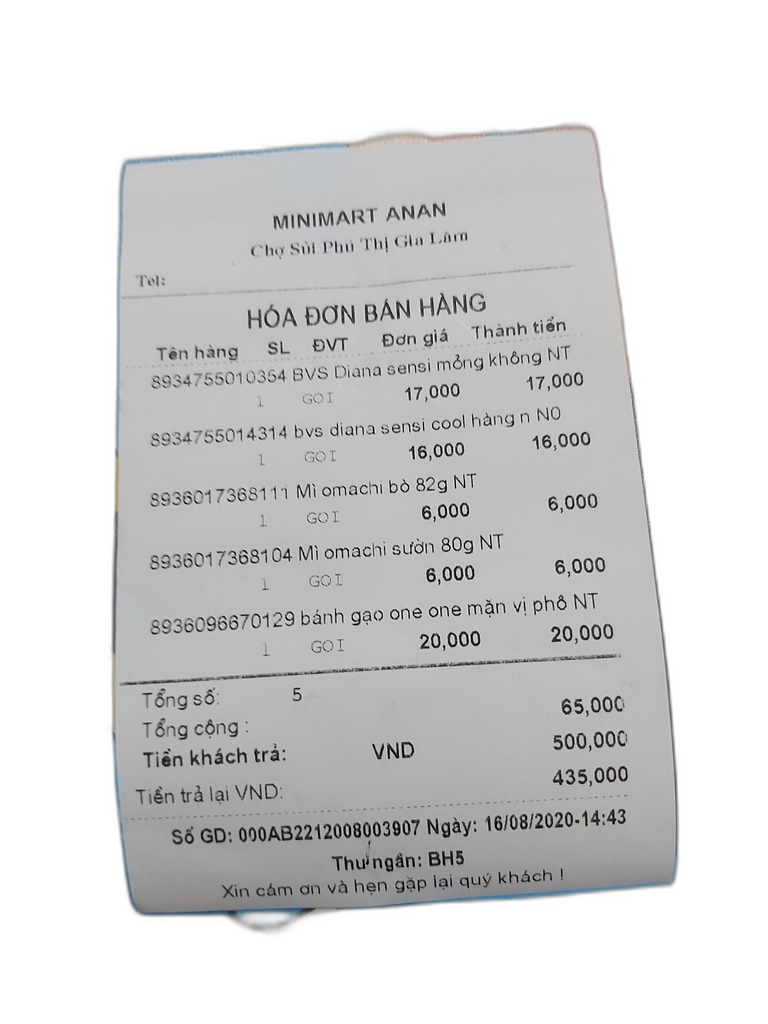 MINIMART ANAN
Chợ Sủi Phú Thị Gia Lâm
Tel:
HÓA ĐƠN BÁN HÀNG
Tên hàng SL ĐVT Đơn giá Thành tiền
8934755010354 BVS Diana sensi mỏng không NT
1 GOI 17,000 17,000
8934755014314 bvs diana sensi cool hàng n N0
1 GOI 16,000 16,000
8936017368111 Mì omachi bò 82g NT
1 GOI 6,000 6,000
8936017368104 Mì omachi sườn 80g NT
1 GOI 6,000 6,000
8936096670129 bánh gạo one one mặn vị phô NT
1 GOI 20,000 20,000
Tổng số: 5
Tổng cộng : 65,000
Tiền khách trả: VND 500,000
Tiền trả lại VND: 435,000
Số GD: 000AB2212008003907 Ngày: 16/08/2020-14:43
Thu ngân: BH5
Xin cám ơn và hẹn gặp lại quý khách !